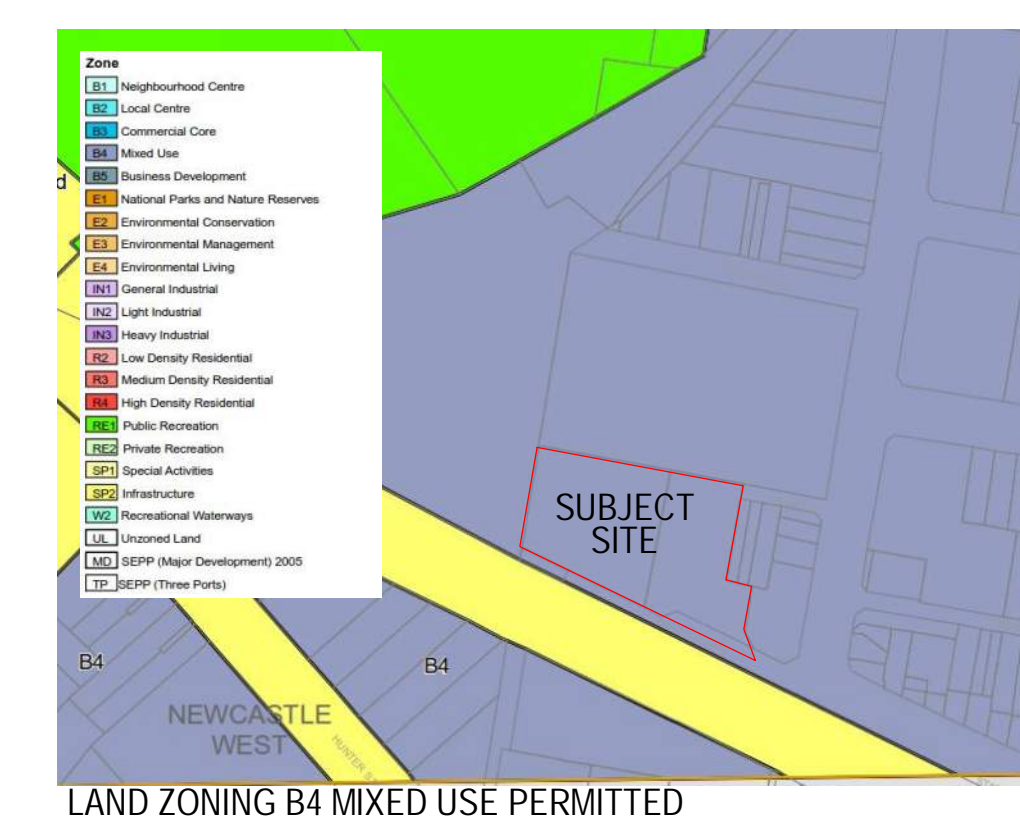 Zone
B1 Neighbourhood Centre
B2 Local Centre
B3 Commercial Core
B4 Mixed Use
B5 Business Development
E1 National Parks and Nature Reserves
E2 Environmental Conservation
E3 Environmental Management
E4 Environmental Living
IN1 General Industrial
IN2 Light Industrial
IN3 Heavy Industrial
R2 Low Density Residential
R3 Medium Density Residential
R4 High Density Residential
RE1 Public Recreation
RE2 Private Recreation
SP1 Special Activities
SP2 Infrastructure
W2 Recreational Waterways
UL Unzoned Land
MD SEPP (Major Development) 2005
TP SEPP (Three Ports)
d
SUBJECT
SITE
B4
B4
NEWCASTLE
WEST
HUNTER ST
LAND ZONING B4 MIXED USE PERMITTED